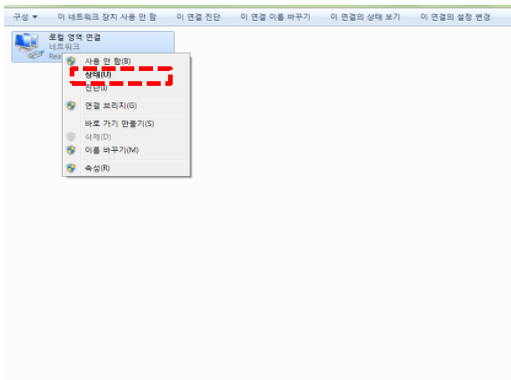 구성 이 네트워크 장치 사용 안 함 이 연결 진단 이 연결 이름 바꾸기 이 연결의 상태 보기 이 연결의 설정 변경
로컬 영역 연결
네트워크
Rea
사용 안 함(B)
상태(U)
진단(I)
연결 브리지(G)
바로 가기 만들기(S)
삭제(D)
이름 바꾸기(M)
속성(R)